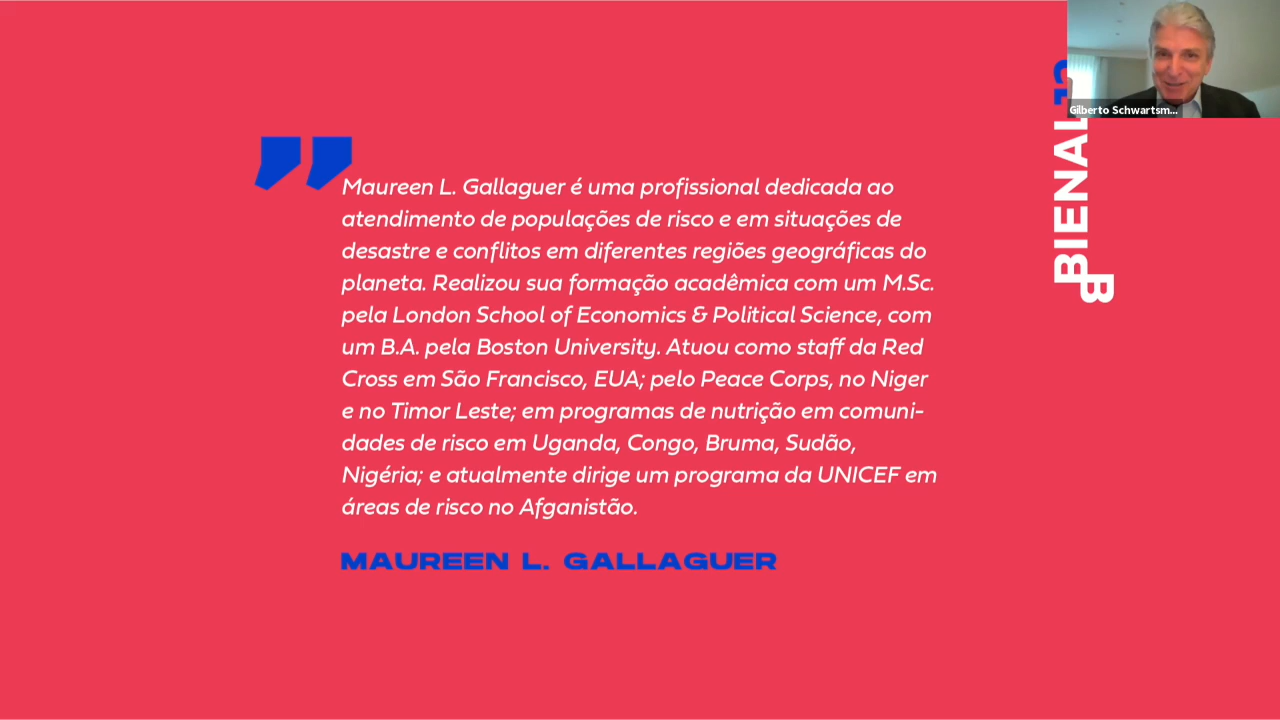 Maureen L. Gallaguer é uma profissional dedicada ao
atendimento de populações de risco e em situações de
desastre e conflitos em diferentes regiões geográficas do
planeta. Realizou sua formação acadêmica com um M.Sc.
pela London School of Economics & Political Science, com
um B.A. pela Boston University. Atuou como staff da Red
Cross em São Francisco, EUA; pelo Peace Corps, no Niger
e no Timor Leste; em programas de nutrição em comuni-
dades de risco em Uganda, Congo, Bruma, Sudão,
Nigéria; e atualmente dirige um programa da UNICEF em
áreas de risco no Afganistão.
MAUREEN L. GALLAGUER
Gilberto Schwartsm...
BIENAL
B